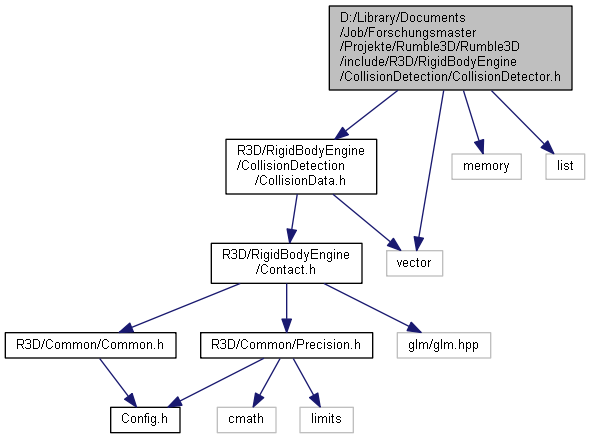 D:/Library/Documents
/Job/Forschungsmaster
/Projekte/Rumble3D/Rumble3D
/include/R3D/RigidBodyEngine
/CollisionDetection/CollisionDetector.h
R3D/RigidBodyEngine
/CollisionDetection
/CollisionData.h
memory
list
R3D/RigidBodyEngine
/Contact.h
vector
R3D/Common/Common.h
R3D/Common/Precision.h
glm/glm.hpp
Config.h
cmath
limits